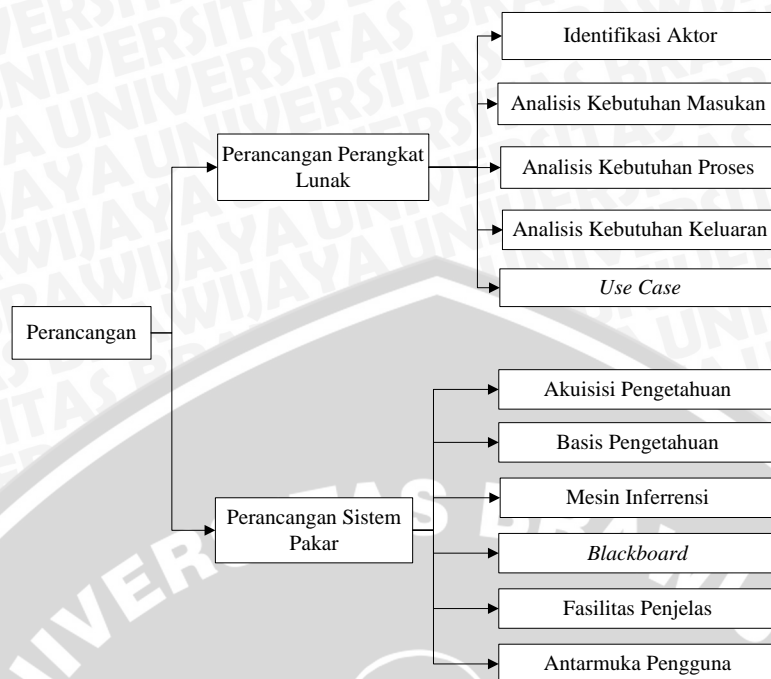 Identifikasi Aktor
Analisis Kebutuhan Masukan
Perancangan Perangkat
Lunak
Analisis Kebutuhan Proses
Analisis Kebutuhan Keluaran
Use Case
Perancangan
Akuisisi Pengetahuan
Basis Pengetahuan
Mesin Inferrensi
Perancangan Sistem
Pakar
Blackboard
Fasilitas Penjelas
Antarmuka Pengguna